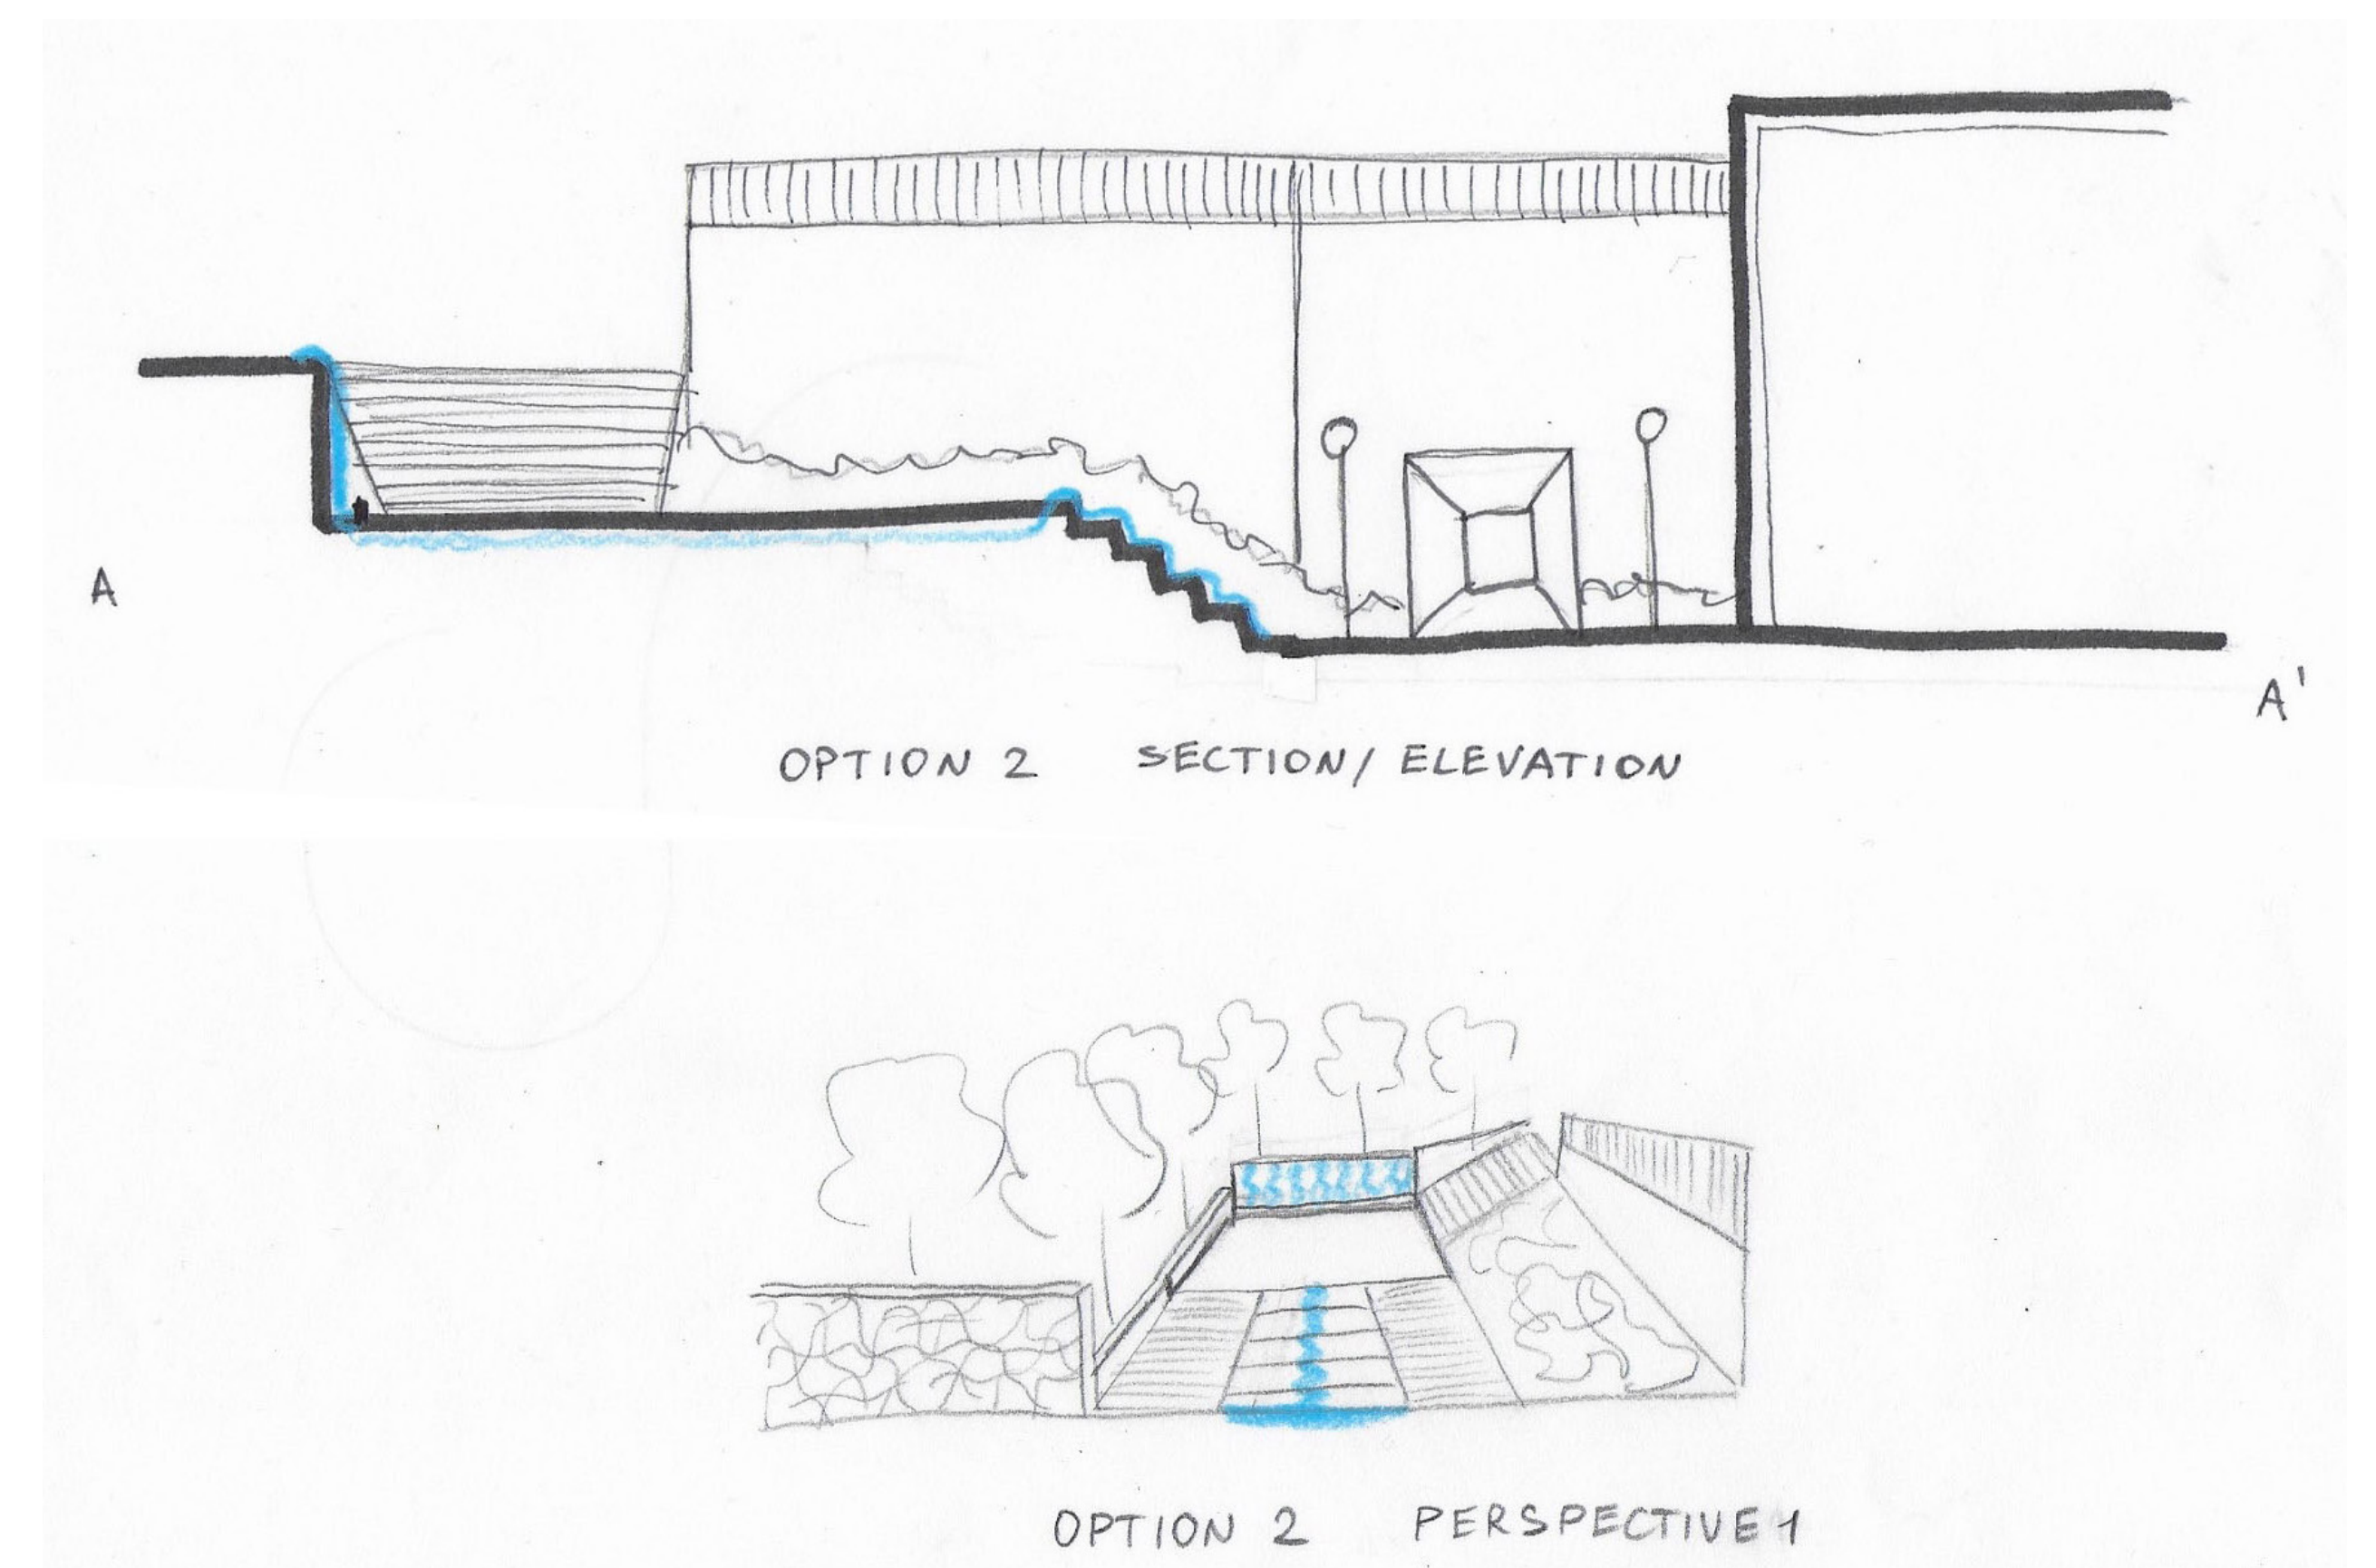 A
A'
OPTION 2 SECTION/ ELEVATION
OPTION 2 PERSPECTIVE 1